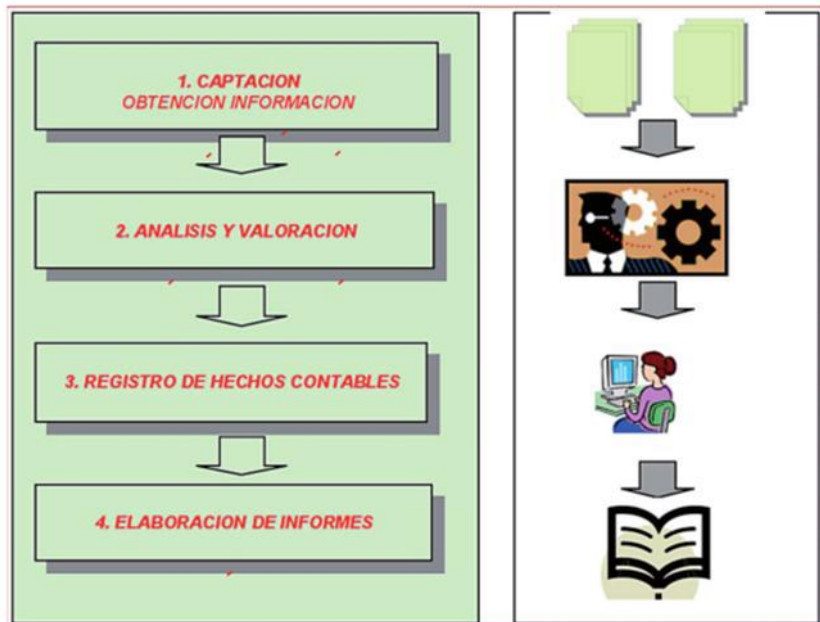 1. CAPTACION
OBTENCION INFORMACION
2. ANALISIS Y VALORACION
3. REGISTRO DE HECHOS CONTABLES
4. ELABORACION DE INFORMES